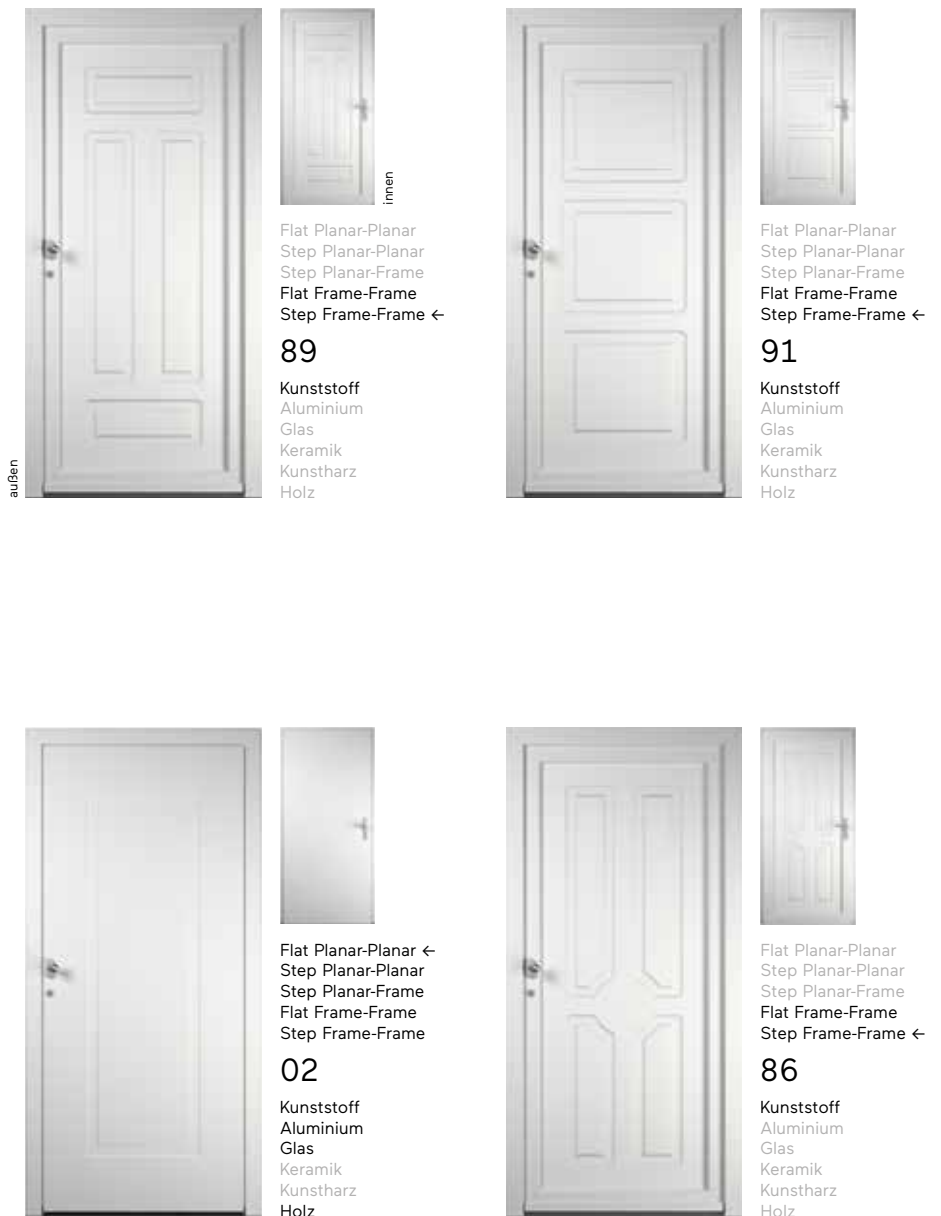 außen
innen
Flat Planar-Planar
Step Planar-Planar
Step Planar-Frame
Flat Frame-Frame
Step Frame-Frame ←
89
Kunststoff
Aluminium
Glas
Keramik
Kunstharz
Holz
Flat Planar-Planar
Step Planar-Planar
Step Planar-Frame
Flat Frame-Frame
Step Frame-Frame ←
91
Kunststoff
Aluminium
Glas
Keramik
Kunstharz
Holz
Flat Planar-Planar ←
Step Planar-Planar
Step Planar-Frame
Flat Frame-Frame
Step Frame-Frame
02
Kunststoff
Aluminium
Glas
Keramik
Kunstharz
Holz
Flat Planar-Planar
Step Planar-Planar
Step Planar-Frame
Flat Frame-Frame
Step Frame-Frame ←
86
Kunststoff
Aluminium
Glas
Keramik
Kunstharz
Holz